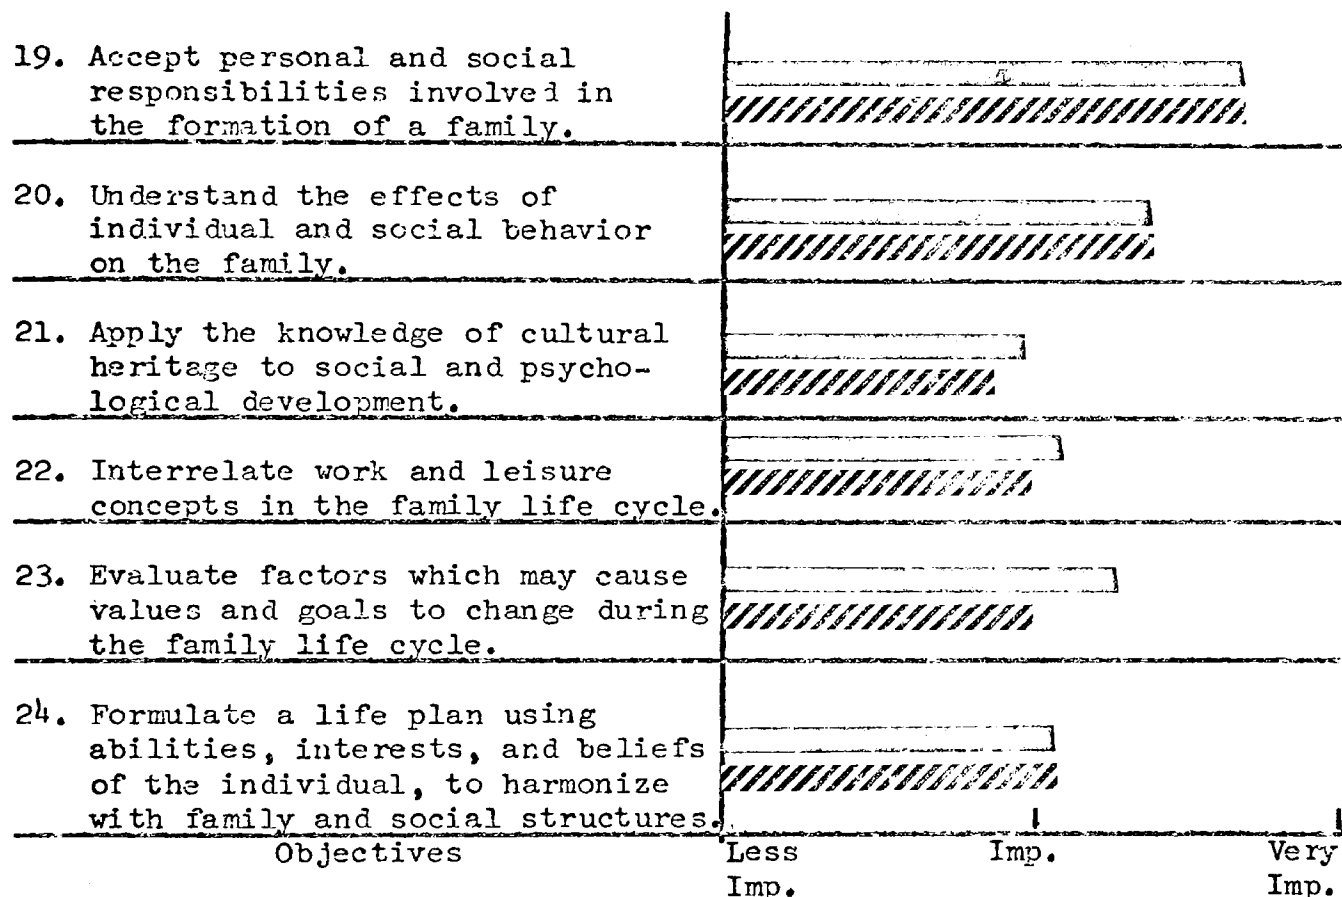 19. Accept personal and social
responsibilities involved in
the formation of a family.
20. Understand the effects of
individual and social behavior
on the family.
21. Apply the knowledge of cultural
heritage to social and psycho-
logical development.
22. Interrelate work and leisure
concepts in the family life cycle.
23. Evaluate factors which may cause
values and goals to change during
the family life cycle.
24. Formulate a life plan using
abilities, interests, and beliefs
of the individual, to harmonize
with family and social structures.
Objectives Less Imp. Very
Imp. Imp.